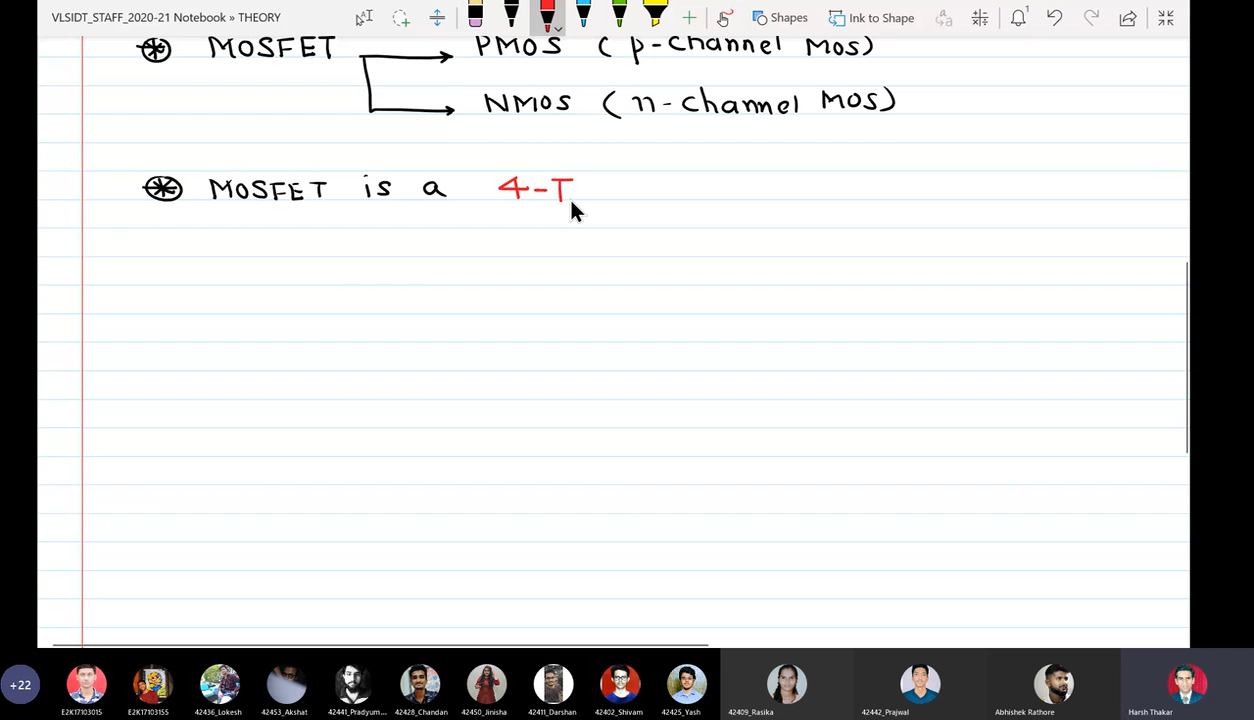 VLSIDT_STAFF_2020-21 Notebook » THEORY
Shapes
Ink to Shape
MOSFET
PMOS (p-channel MOS)
NMOS (n-channel MOS)
MOSFET is a 4-T
+22
E2K17103015
E2K17103155
42436_Lokesh
42453_Akshat
42441_Pradyum...
42428_Chandan
42450_Jinisha
42411_Darshan
42402_Shivam
42425_Yash
42409_Rasika
42442_Prajwal
Abhishek Rathore
Harsh Thakar